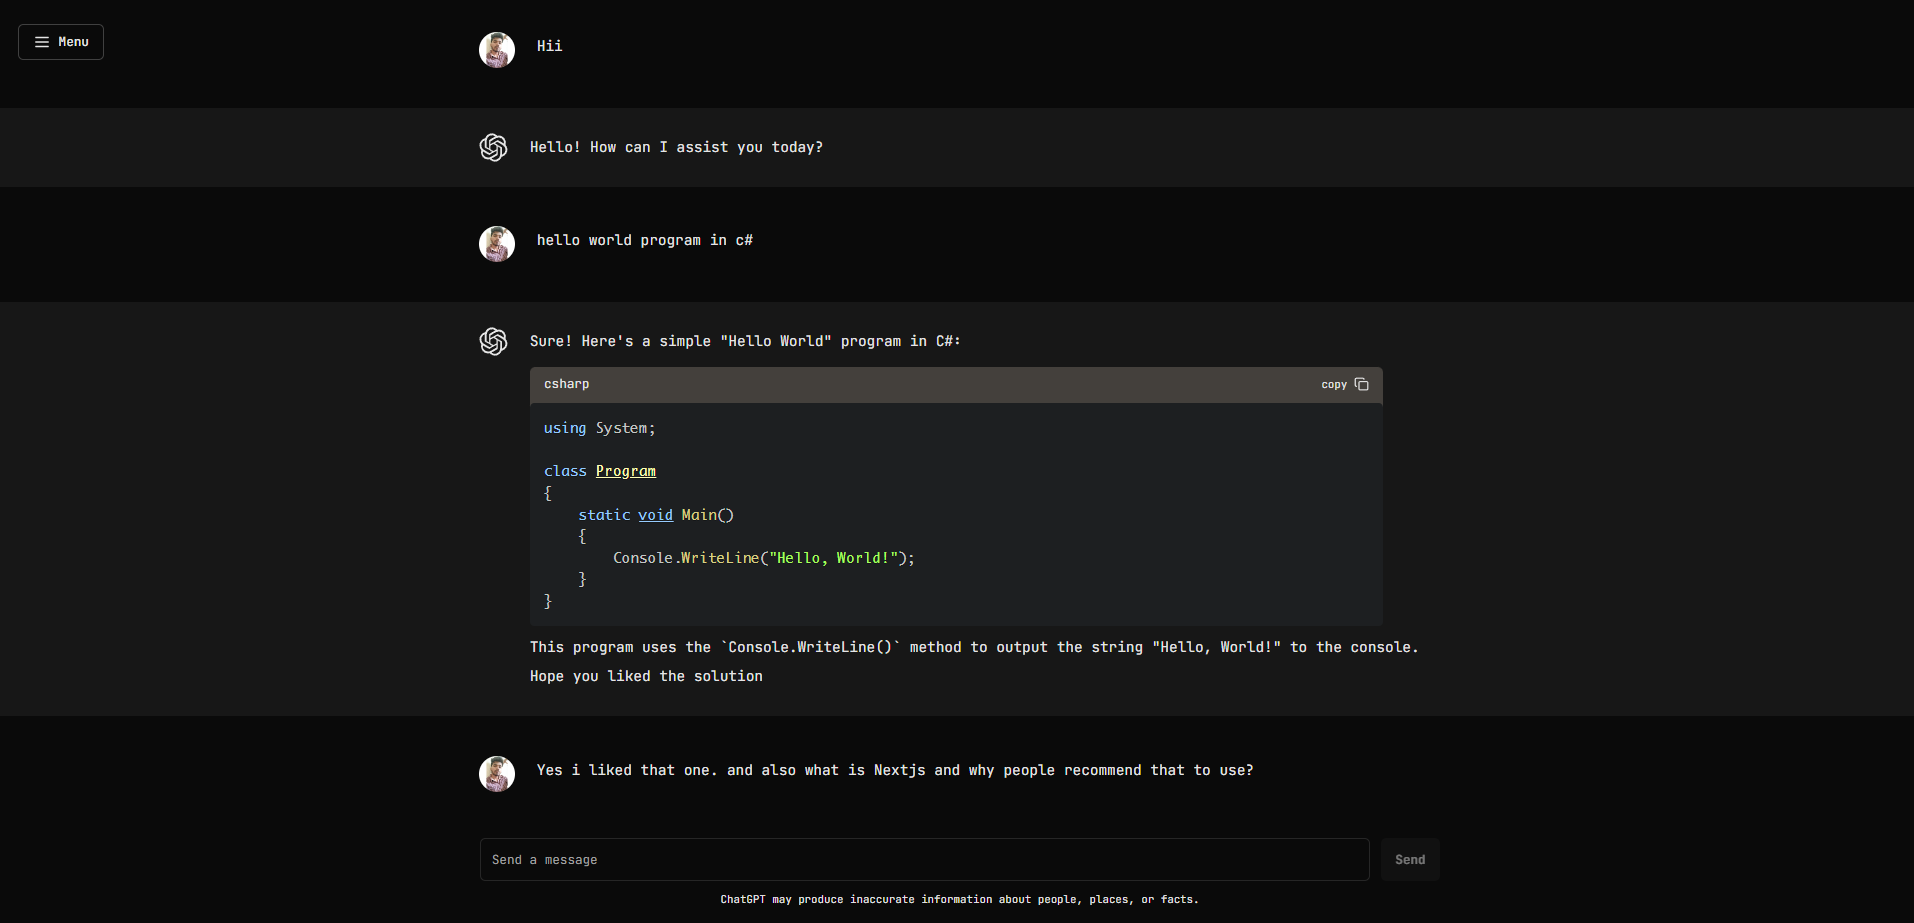 Menu
Hii
Hello! How can I assist you today?
hello world program in c#
Sure! Here's a simple "Hello World" program in C#:
csharp copy
using System;
class Program
{
    static void Main()
    {
        Console.WriteLine("Hello, World!");
    }
}
This program uses the `Console.WriteLine()` method to output the string "Hello, World!" to the console.
Hope you liked the solution
Yes i liked that one. and also what is Nextjs and why people recommend that to use?
Send a message Send
ChatGPT may produce inaccurate information about people, places, or facts.